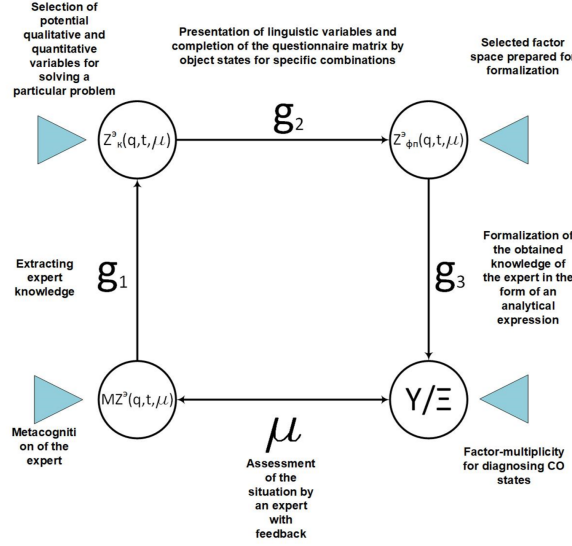 Selection of
potential
qualitative and
quantitative
variables for
solving a
particular problem
Presentation of linguistic variables and
completion of the questionnaire matrix by
object states for specific combinations
Selected factor
space prepared for
formalization
g₂
Zᵊₖ(q,t,μ)
Zᵊ_фп(q,t,μ)
Extracting
expert
knowledge
g₁
g₃
Formalization of
the obtained
knowledge of
the expert in the
form of an
analytical
expression
MZᵊ(q,t,μ)
Y/Ξ
Metacogniti
on of the
expert
μ
Assessment
of the
situation by
an expert
with
feedback
Factor-multiplicity
for diagnosing CO
states